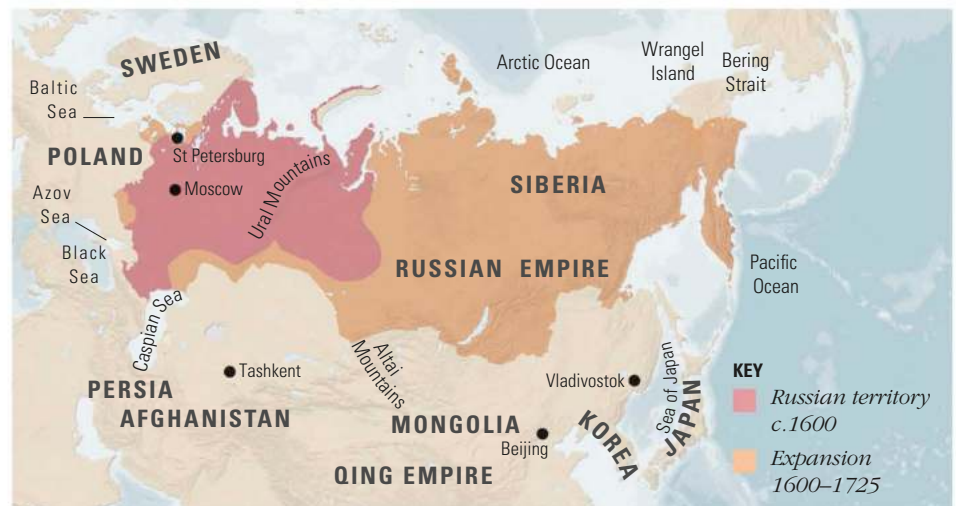 SWEDEN
Baltic
Sea
Arctic Ocean
Wrangel
Island
Bering
Strait
POLAND
St Petersburg
Moscow
Ural Mountains
SIBERIA
Azov
Sea
Black
Sea
RUSSIAN EMPIRE
Pacific
Ocean
Caspian Sea
Tashkent
Altai
Mountains
Vladivostok
Sea of Japan
JAPAN
PERSIA
AFGHANISTAN
MONGOLIA
Beijing
KOREA
QING EMPIRE
KEY
Russian territory
c.1600
Expansion
1600–1725